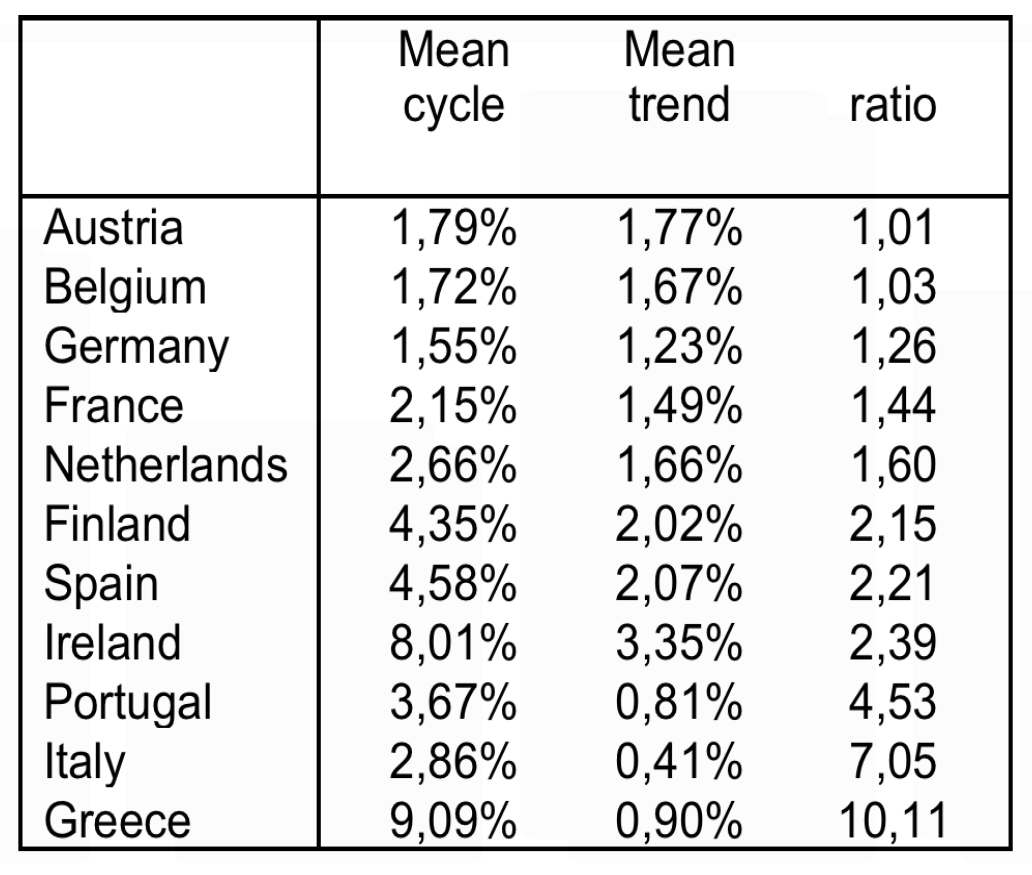 Mean Mean
cycle trend ratio
Austria 1,79% 1,77% 1,01
Belgium 1,72% 1,67% 1,03
Germany 1,55% 1,23% 1,26
France 2,15% 1,49% 1,44
Netherlands 2,66% 1,66% 1,60
Finland 4,35% 2,02% 2,15
Spain 4,58% 2,07% 2,21
Ireland 8,01% 3,35% 2,39
Portugal 3,67% 0,81% 4,53
Italy 2,86% 0,41% 7,05
Greece 9,09% 0,90% 10,11